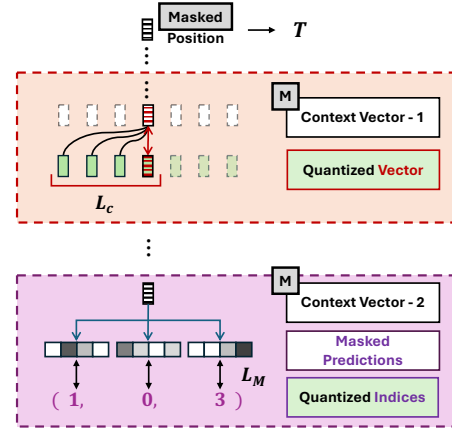 Masked
Position
T
M
Context Vector - 1
Quantized Vector
L_c
M
Context Vector - 2
Masked
Predictions
L_M
Quantized Indices
( 1, 0, 3 )